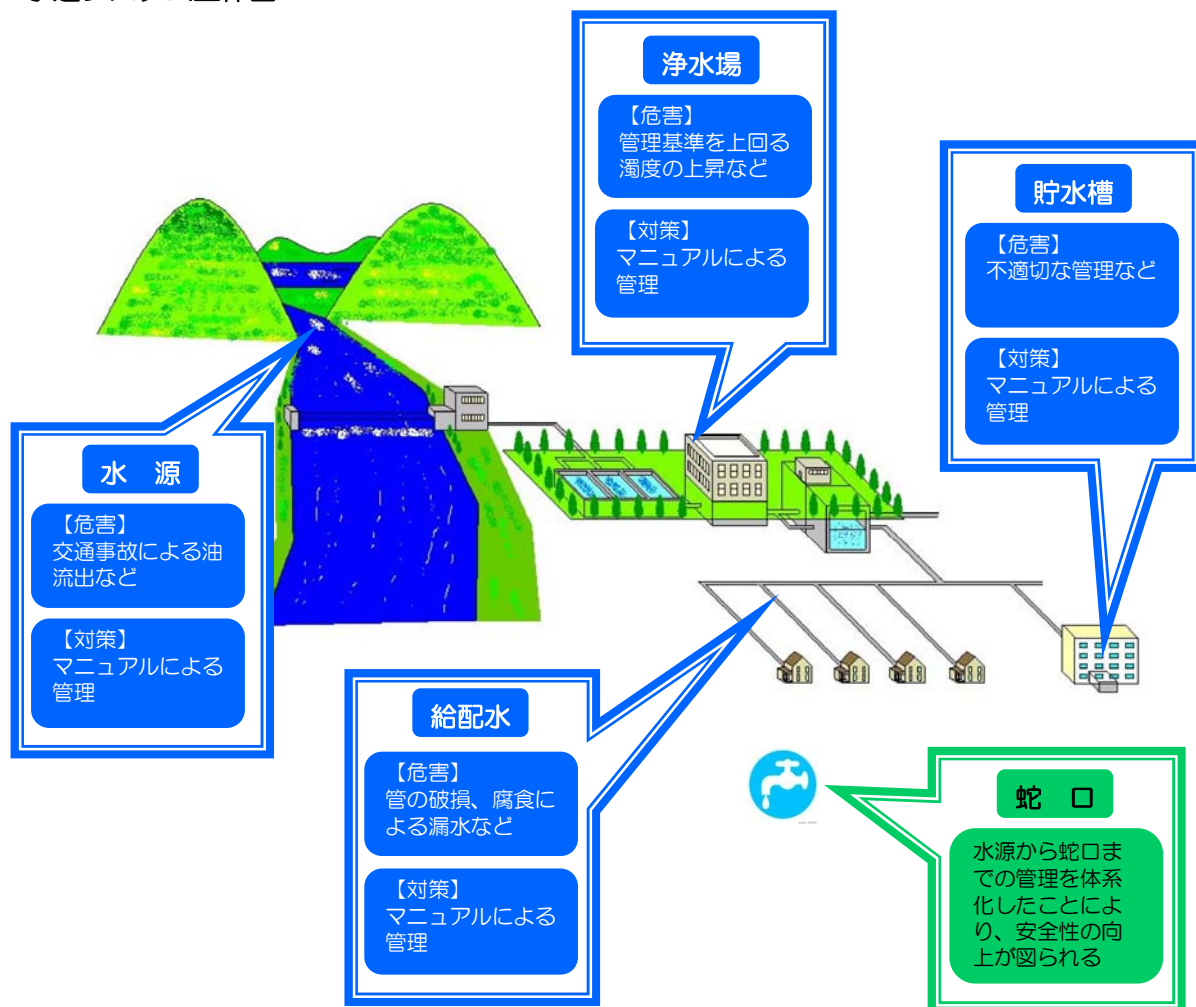 浄水場
【危害】
管理基準を上回る
濁度の上昇など
【対策】
マニュアルによる
管理
貯水槽
【危害】
不適切な管理など
【対策】
マニュアルによる
管理
水 源
【危害】
交通事故による油
流出など
【対策】
マニュアルによる
管理
給配水
【危害】
管の破損、腐食に
よる漏水など
【対策】
マニュアルによる
管理
蛇 口
水源から蛇口ま
での管理を体系
化したことによ
り、安全性の向
上が図られる